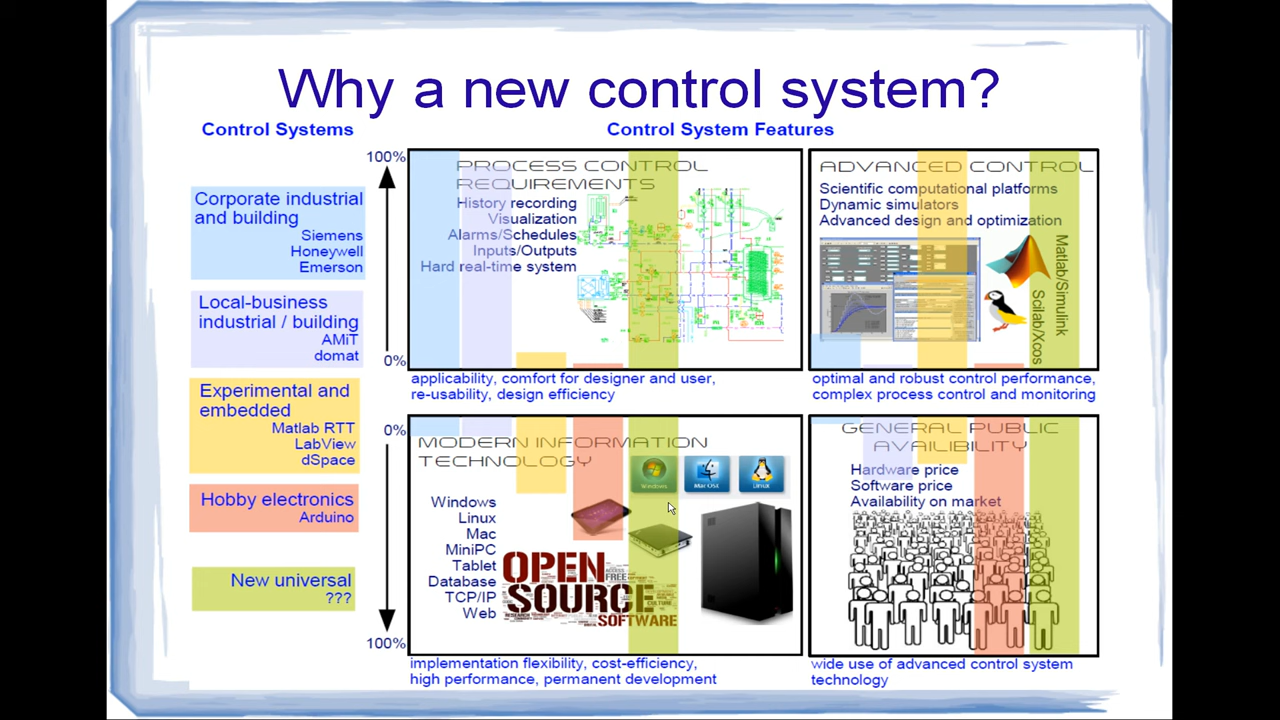 Why a new control system?
Control Systems
Control System Features
100%
0%
0%
100%
Corporate industrial
and building
Siemens
Honeywell
Emerson
Local-business
industrial / building
AMiT
domat
Experimental and
embedded
Matlab RTT
LabView
dSpace
Hobby electronics
Arduino
New universal
???
PROCESS CONTROL
REQUIREMENTS
History recording
Visualization
Alarms/Schedules
Inputs/Outputs
Hard real-time system
applicability, comfort for designer and user,
re-usability, design efficiency
ADVANCED CONTROL
Scientific computational platforms
Dynamic simulators
Advanced design and optimization
Matlab/Simulink
Scilab/Xcos
optimal and robust control performance,
complex process control and monitoring
MODERN INFORMATION
TECHNOLOGY
Windows
Mac OSX
Linux
Windows
Linux
Mac
MiniPC
Tablet
Database
TCP/IP
Web
OPEN
SOURCE
SOFTWARE
implementation flexibility, cost-efficiency,
high performance, permanent development
GENERAL PUBLIC
AVAILIBILITY
Hardware price
Software price
Availability on market
wide use of advanced control system
technology